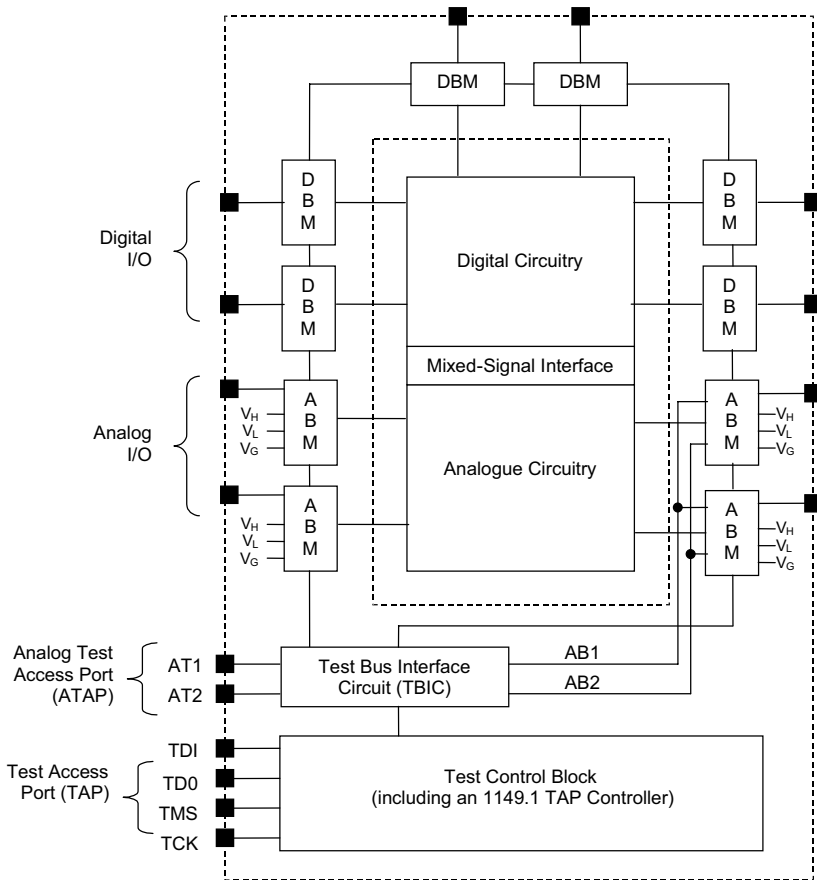 DBM
DBM
D
B
M
D
B
M
Digital
I/O
Digital Circuitry
D
B
M
D
B
M
Mixed-Signal Interface
Analog
I/O
A
B
M
VH
VL
VG
A
B
M
VH
VL
VG
Analogue Circuitry
A
B
M
VH
VL
VG
A
B
M
VH
VL
VG
Analog Test
Access Port
(ATAP)
AT1
AT2
Test Bus Interface
Circuit (TBIC)
AB1
AB2
Test Access
Port (TAP)
TDI
TD0
TMS
TCK
Test Control Block
(including an 1149.1 TAP Controller)